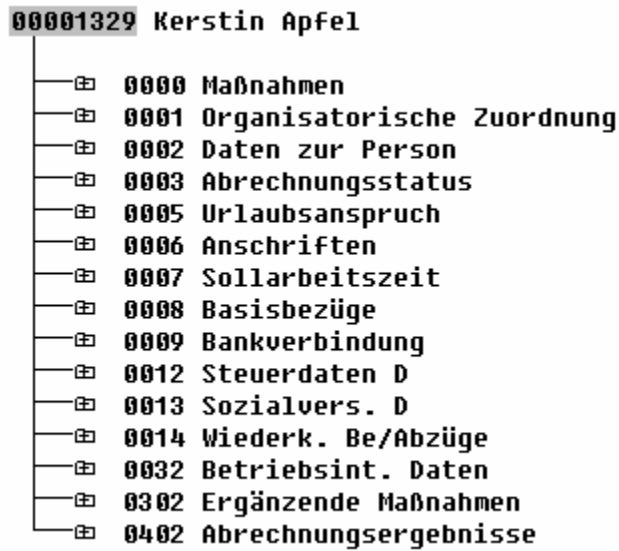 00001329 Kerstin Apfel
0000 Maßnahmen
0001 Organisatorische Zuordnung
0002 Daten zur Person
0003 Abrechnungsstatus
0005 Urlaubsanspruch
0006 Anschriften
0007 Sollarbeitszeit
0008 Basisbezüge
0009 Bankverbindung
0012 Steuerdaten D
0013 Sozialvers. D
0014 Wiederk. Be/Abzüge
0032 Betriebsint. Daten
0302 Ergänzende Maßnahmen
0402 Abrechnungsergebnisse